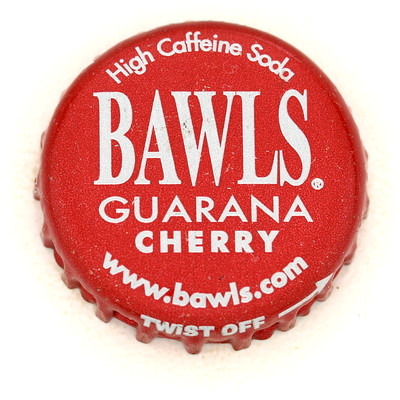 High Caffeine Soda
BAWLS®
GUARANA
CHERRY
www.bawls.com
TWIST OFF